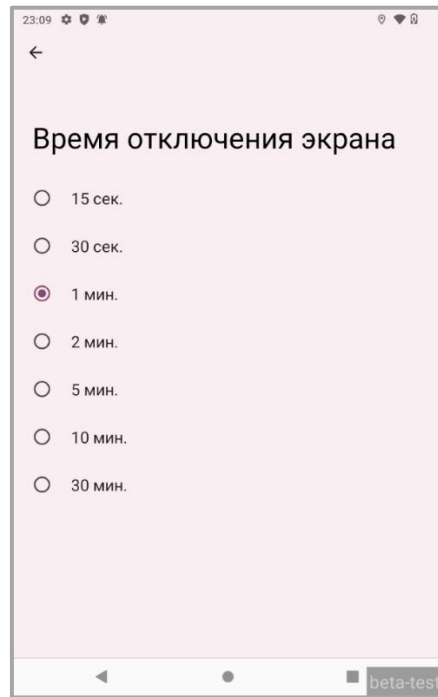 23:09
Время отключения экрана
15 сек.
30 сек.
1 мин.
2 мин.
5 мин.
10 мин.
30 мин.
beta-test